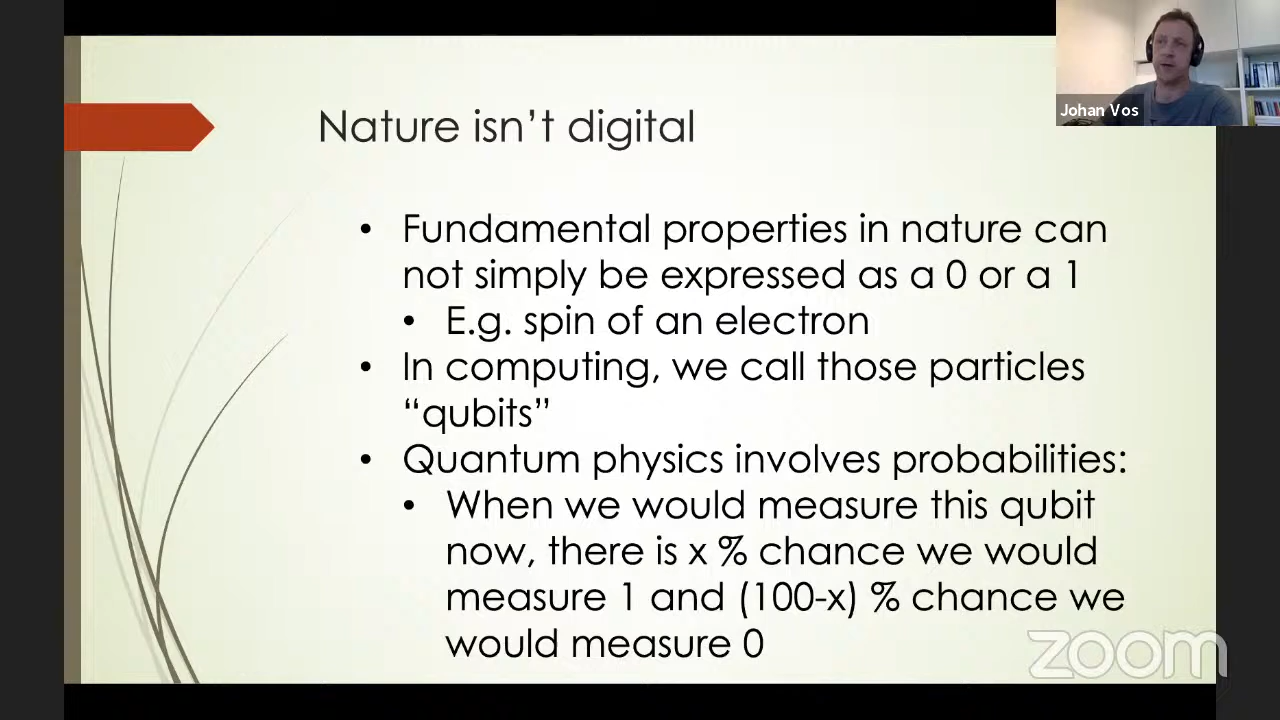 Johan Vos
Nature isn’t digital
• Fundamental properties in nature can
not simply be expressed as a 0 or a 1
• E.g. spin of an electron
• In computing, we call those particles
“qubits”
• Quantum physics involves probabilities:
• When we would measure this qubit
now, there is x % chance we would
measure 1 and (100-x) % chance we
would measure 0
zoom